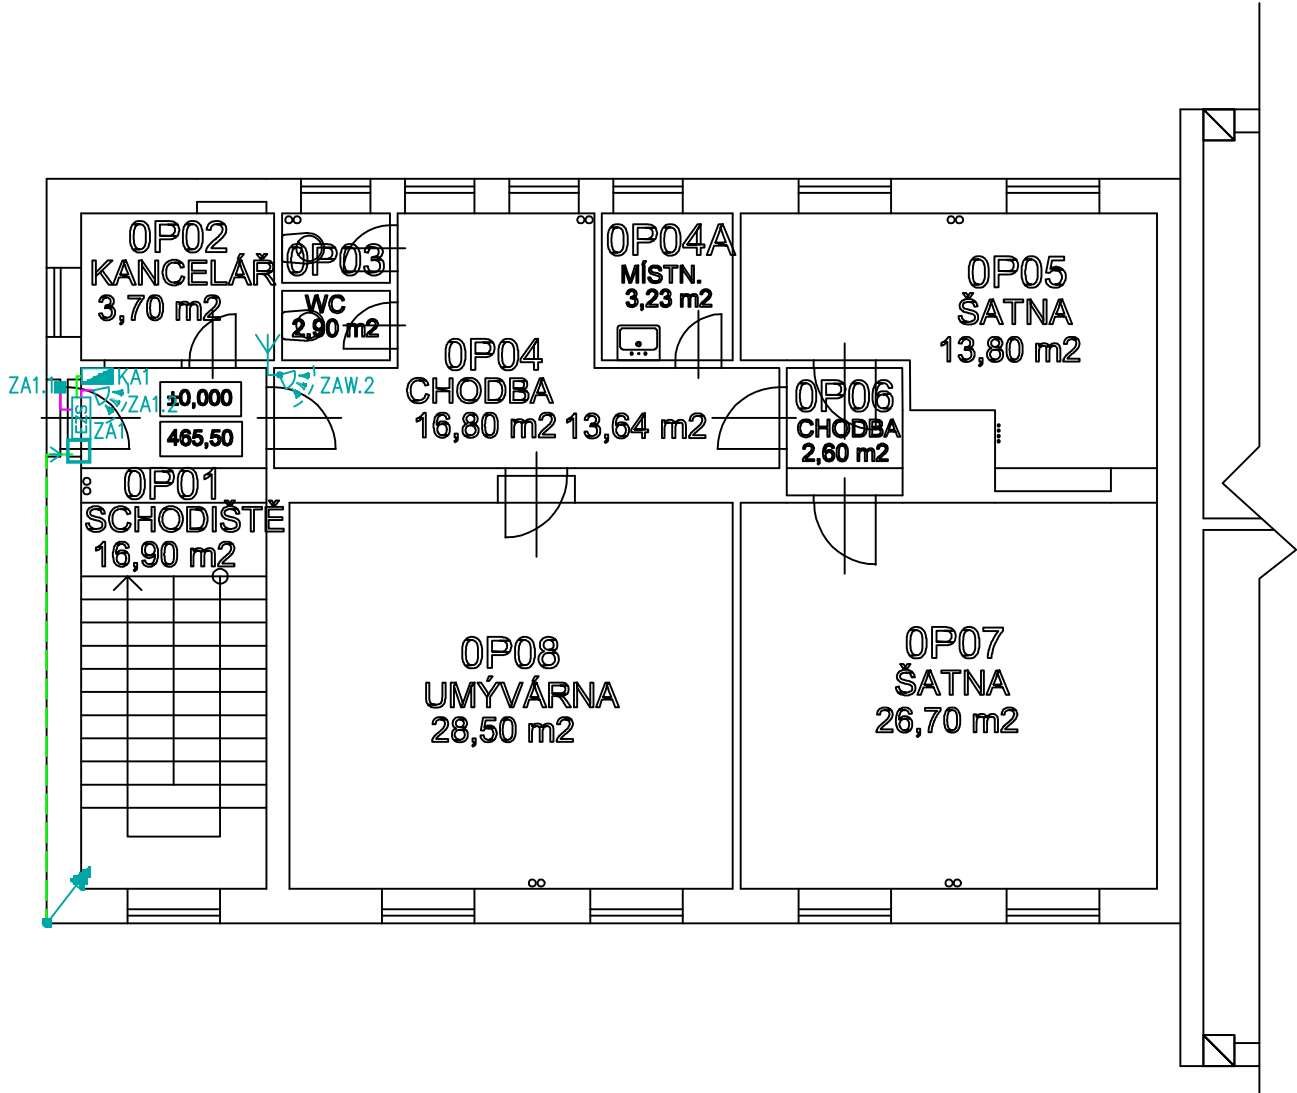 0P02
KANCELÁŘ
3,70 m2
0P03
WC
2,90 m2
0P04A
MÍSTN.
3,23 m2
0P05
ŠATNA
13,80 m2
0P04
CHODBA
16,80 m2 13,64 m2
0P06
CHODBA
2,60 m2
ZA1.1
KA1
ZA1.2
ZA1
±0,000
465,50
ZAW.2
0P01
SCHODIŠTĚ
16,90 m2
0P08
UMÝVÁRNA
28,50 m2
0P07
ŠATNA
26,70 m2